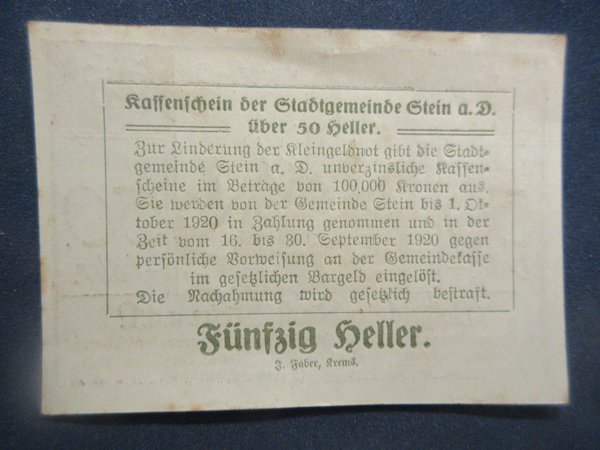 Kassenschein der Stadtgemeinde Stein a. D.
über 50 Heller.
Zur Linderung der Kleingeldnot gibt die Stadt-
gemeinde Stein a. D. unverzinsliche Kassen-
scheine im Betrage von 100,000 Kronen aus.
Sie werden von der Gemeinde Stein bis 1. Ok-
tober 1920 in Zahlung genommen und in der
Zeit vom 16. bis 30. September 1920 gegen
persönliche Vorweisung an der Gemeindekasse
im gesetzlichen Bargeld eingelöst.
Die Nachahmung wird gesetzlich bestraft.
Fünfzig Heller.
J. Faber, Krems.